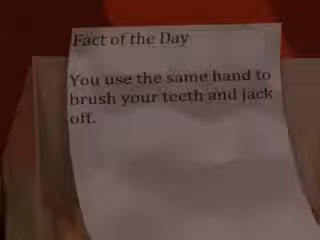 Fact of the Day
You use the same hand to
brush your teeth and jack
off.